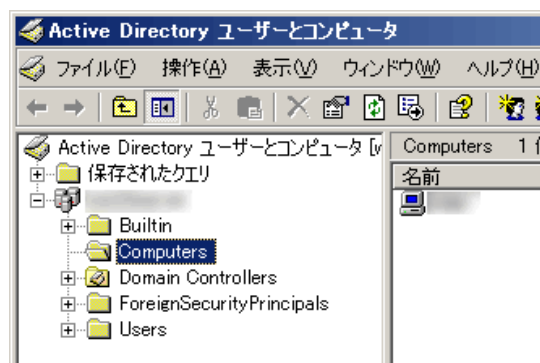 Active Directory ユーザーとコンピュータ
ファイル(F) 操作(A) 表示(V) ウィンドウ(W) ヘルプ(H)
Active Directory ユーザーとコンピュータ Computers 1
保存されたクエリ 名前
Builtin
Computers
Domain Controllers
ForeignSecurityPrincipals
Users